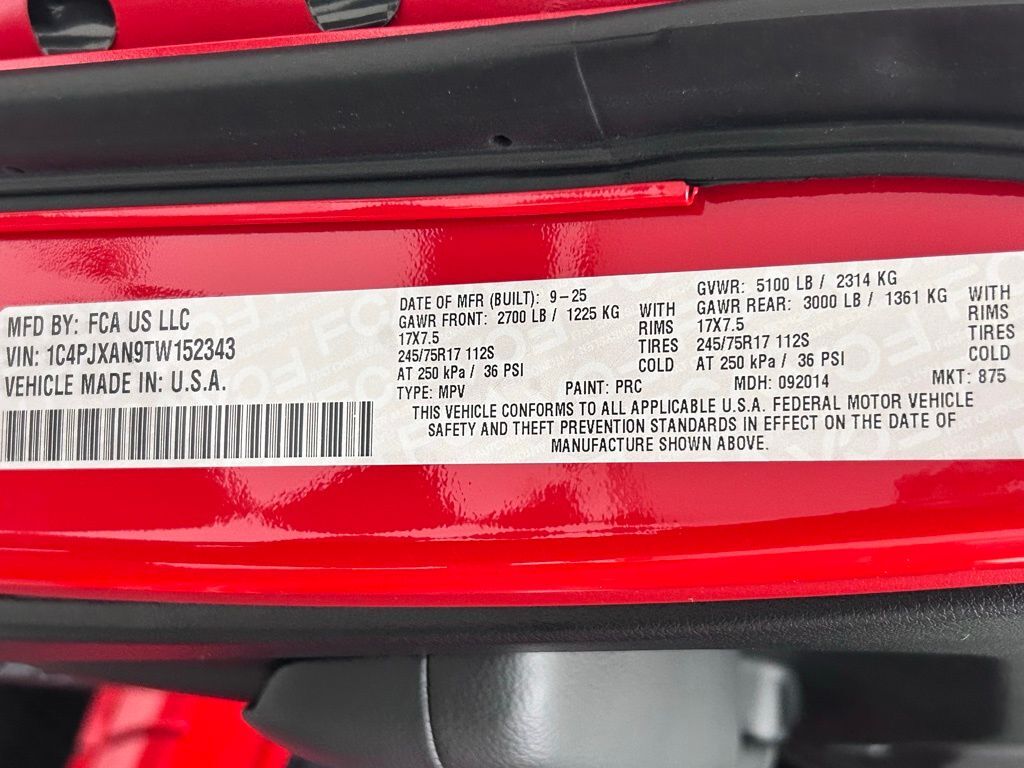 MFD BY: FCA US LLC
VIN: 1C4PJXAN9TW152343
VEHICLE MADE IN: U.S.A.
DATE OF MFR (BUILT): 9-25
GAWR FRONT: 2700 LB / 1225 KG WITH
17X7.5 RIMS
245/75R17 112S TIRES
AT 250 kPa / 36 PSI COLD
GVWR: 5100 LB / 2314 KG
GAWR REAR: 3000 LB / 1361 KG WITH
17X7.5 RIMS
245/75R17 112S TIRES
AT 250 kPa / 36 PSI COLD
TYPE: MPV PAINT: PRC MDH: 092014 MKT: 875
THIS VEHICLE CONFORMS TO ALL APPLICABLE U.S.A. FEDERAL MOTOR VEHICLE
SAFETY AND THEFT PREVENTION STANDARDS IN EFFECT ON THE DATE OF
MANUFACTURE SHOWN ABOVE.